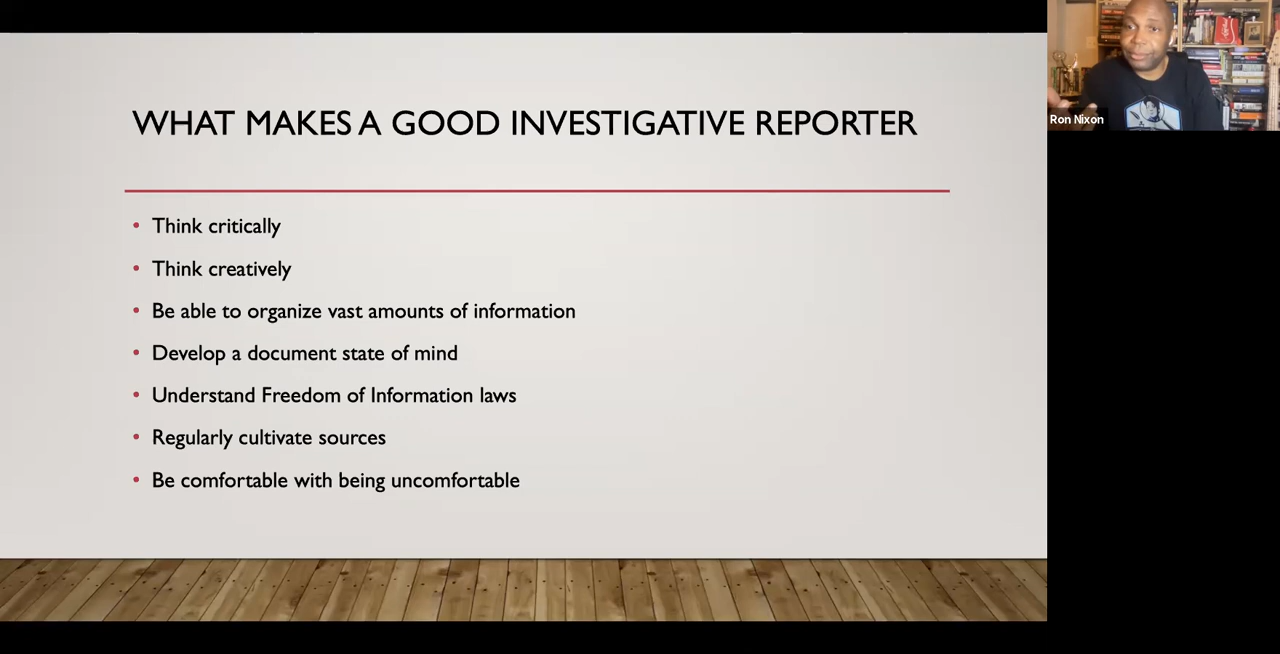 WHAT MAKES A GOOD INVESTIGATIVE REPORTER
• Think critically
• Think creatively
• Be able to organize vast amounts of information
• Develop a document state of mind
• Understand Freedom of Information laws
• Regularly cultivate sources
• Be comfortable with being uncomfortable
Ron Nixon